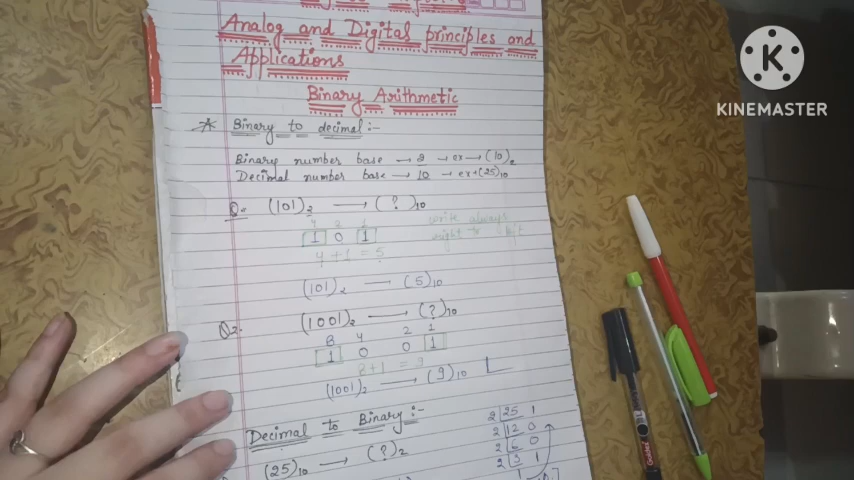 Analog and Digital principles and
Applications
Binary Arithmetic
K
KINEMASTER
* Binary to decimal:-
Binary number base → 2 → ex → (10)2
Decimal number base → 10 → ex → (25)10
Q:- (101)2 → (?)10
4 2 1
1 0 1
write always
right to left
4 + 1 = 5
(101)2 → (5)10
Q2- (1001)2 → (?)10
8 4 2 1
1 0 0 1
8+1 = 9
(1001)2 → (9)10
Decimal to Binary:-
(25)10 → (?)2
2 25 1
2 12 0
2 6 0
2 3 1
1